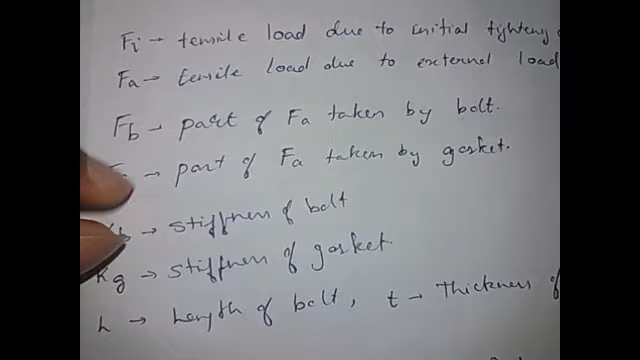 Fi → tensile load due to initial tighteng
Fa → tensile load due to external load
Fb → part of Fa taken by bolt.
→ part of Fa taken by gasket.
→ stiffness of bolt
kg → stiffness of gasket.
h → Length of bolt, t → Thickness of